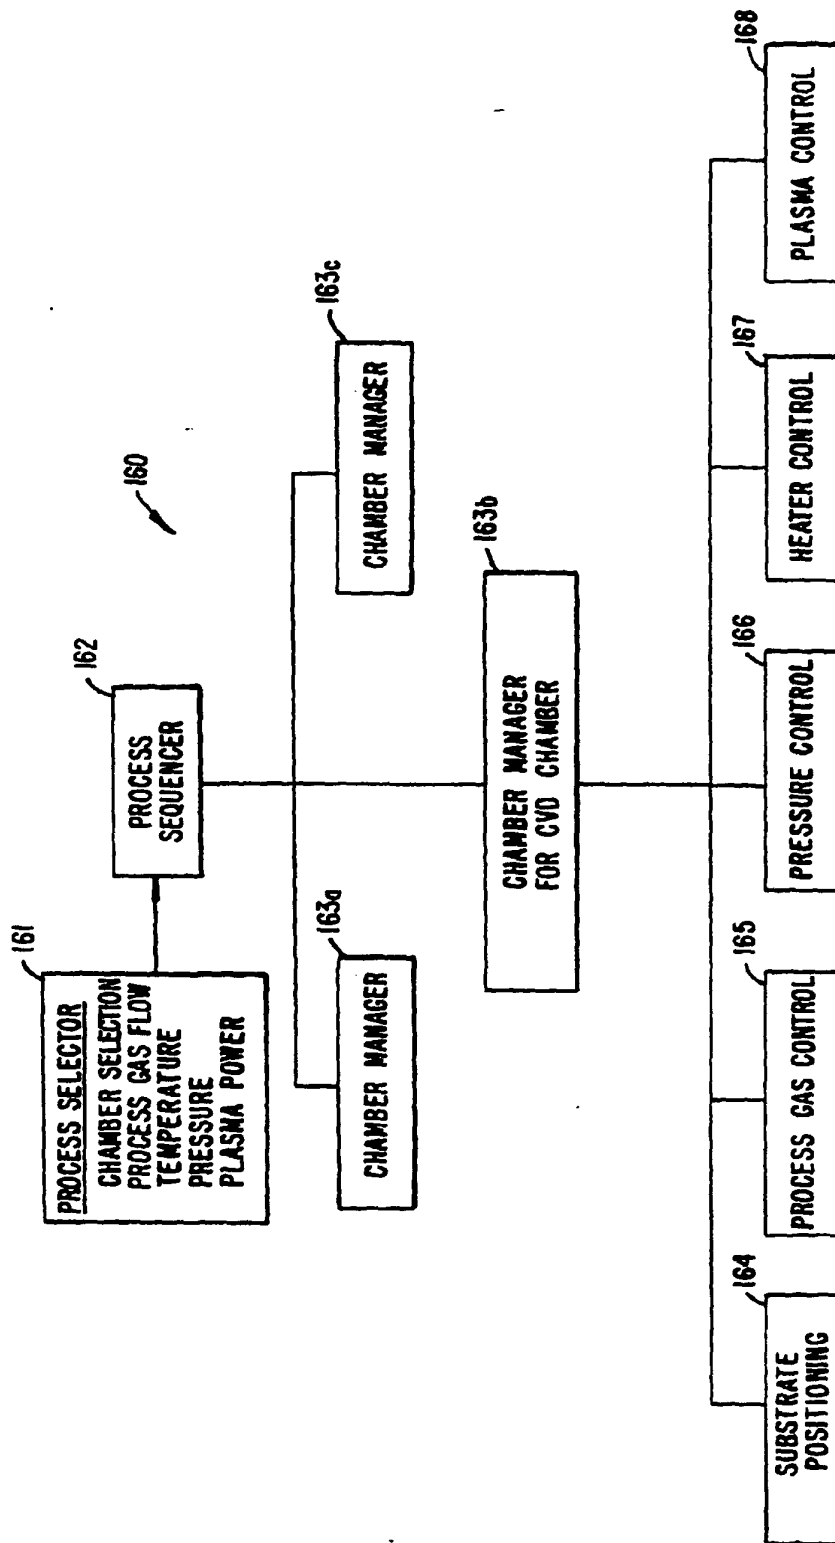 161
PROCESS SELECTOR
CHAMBER SELECTION
PROCESS GAS FLOW
TEMPERATURE
PRESSURE
PLASMA POWER
162
PROCESS
SEQUENCER
160
163a
CHAMBER MANAGER
163c
CHAMBER MANAGER
163b
CHAMBER MANAGER
FOR CVD CHAMBER
164
SUBSTRATE
POSITIONING
165
PROCESS GAS CONTROL
166
PRESSURE CONTROL
167
HEATER CONTROL
168
PLASMA CONTROL